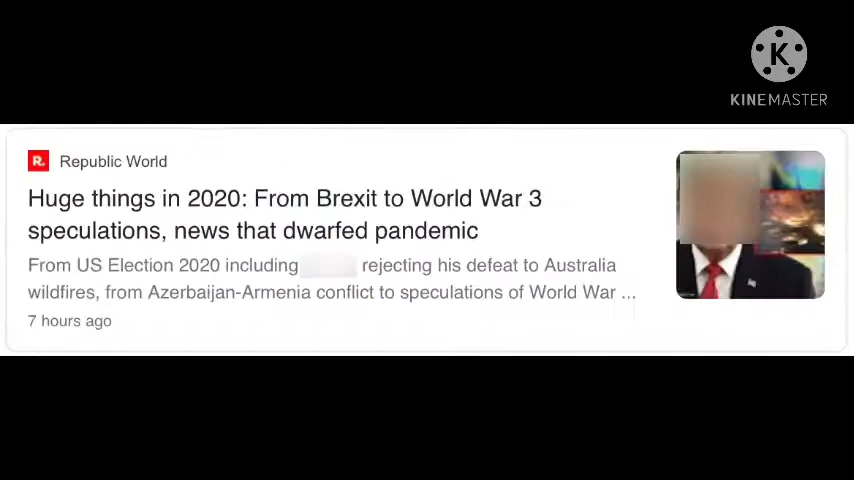 K
KINEMASTER
R.
Republic World
Huge things in 2020: From Brexit to World War 3
speculations, news that dwarfed pandemic
From US Election 2020 including rejecting his defeat to Australia
wildfires, from Azerbaijan-Armenia conflict to speculations of World War ...
7 hours ago